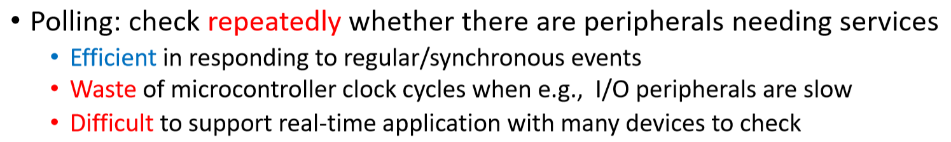 • Polling: check repeatedly whether there are peripherals needing services
• Efficient in responding to regular/synchronous events
• Waste of microcontroller clock cycles when e.g., I/O peripherals are slow
• Difficult to support real-time application with many devices to check